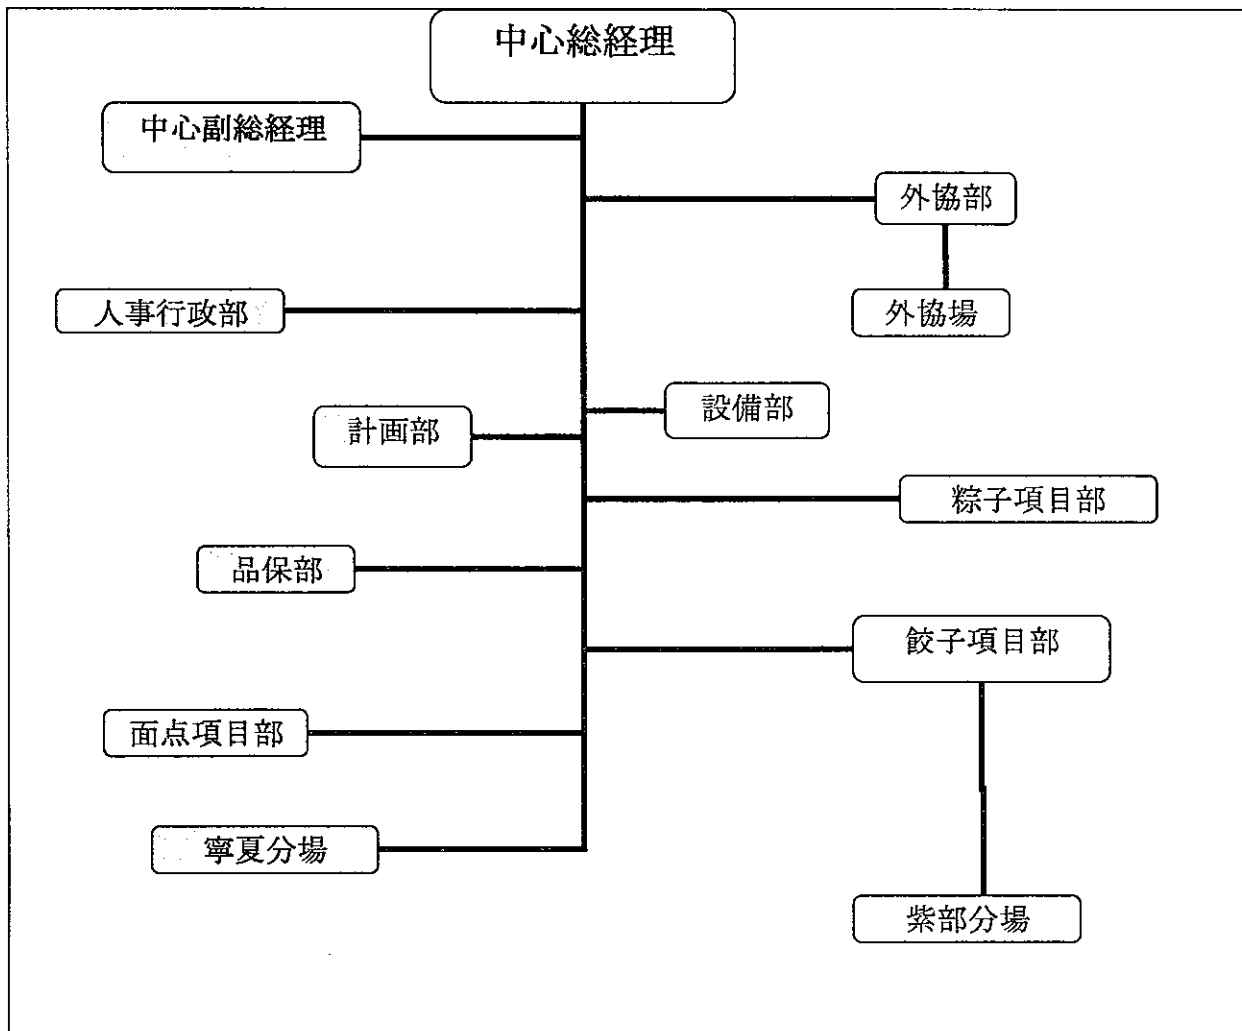 中心総経理
中心副総経理
外協部
人事行政部
外協場
設備部
計画部
粽子項目部
品保部
餃子項目部
面点項目部
寧夏分場
紫部分場